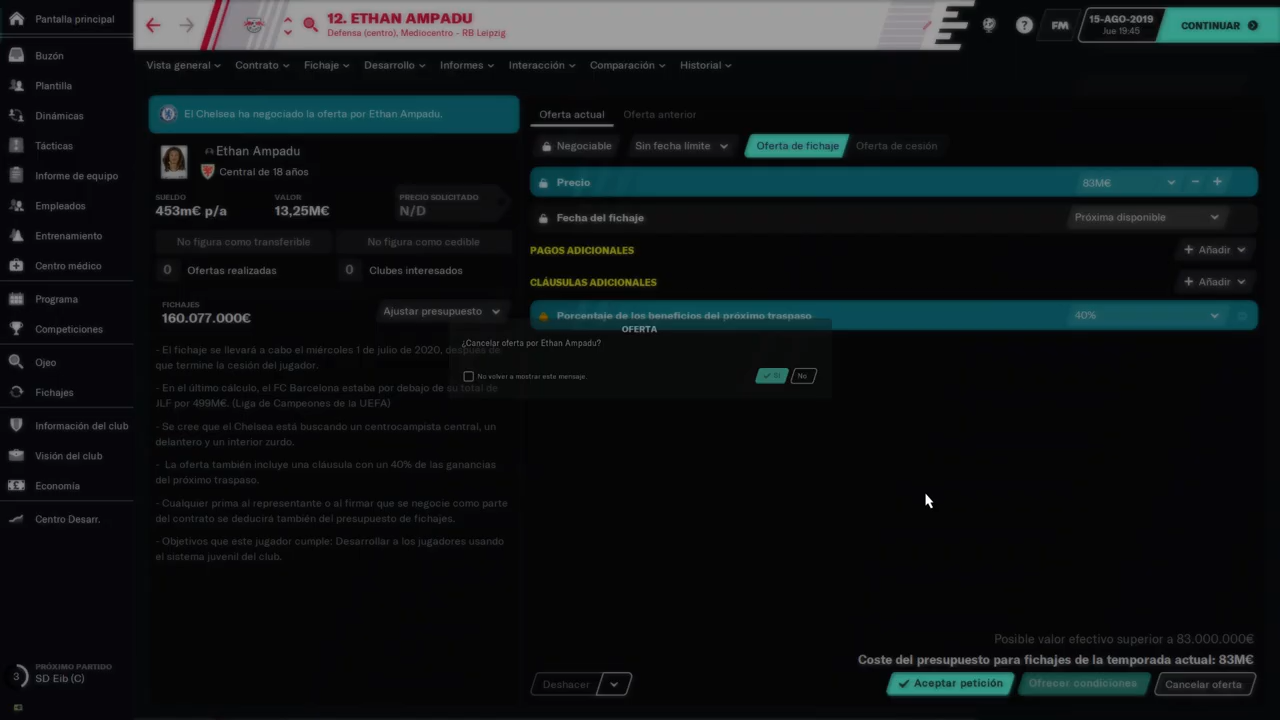 Pantalla principal
Buzón
Plantilla
Dinámicas
Tácticas
Informe de equipo
Empleados
Entrenamiento
Centro médico
Programa
Competiciones
Ojeo
Fichajes
Información del club
Visión del club
Economía
Centro Desarr.
3
PRÓXIMO PARTIDO
SD Eib (C)
12. ETHAN AMPADU
Defensa (centro), Mediocentro - RB Leipzig
FM
15-AGO-2019
Jue 19:45
CONTINUAR
Vista general
Contrato
Fichaje
Desarrollo
Informes
Interacción
Comparación
Historial
El Chelsea ha negociado la oferta por Ethan Ampadu.
Ethan Ampadu
Central de 18 años
SUELDO
453m€ p/a
VALOR
13,25M€
PRECIO SOLICITADO
N/D
No figura como transferible
No figura como cedible
0 Ofertas realizadas
0 Clubes interesados
FICHAJES
160.077.000€
Ajustar presupuesto
- El fichaje se llevará a cabo el miércoles 1 de julio de 2020, después de
que termine la cesión del jugador.
- En el último cálculo, el FC Barcelona estaba por debajo de su total de
JLF por 499M€. (Liga de Campeones de la UEFA)
- Se cree que el Chelsea está buscando un centrocampista central, un
delantero y un interior zurdo.
- La oferta también incluye una cláusula con un 40% de las ganancias
del próximo traspaso.
- Cualquier prima al representante o al firmar que se negocie como parte
del contrato se deducirá también del presupuesto de fichajes.
- Objetivos que este jugador cumple: Desarrollar a los jugadores usando
el sistema juvenil del club.
Oferta actual
Oferta anterior
Negociable
Sin fecha límite
Oferta de fichaje
Oferta de cesión
Precio
83M€
Fecha del fichaje
Próxima disponible
PAGOS ADICIONALES
Añadir
CLÁUSULAS ADICIONALES
Añadir
Porcentaje de los beneficios del próximo traspaso
40%
OFERTA
¿Cancelar oferta por Ethan Ampadu?
No volver a mostrar este mensaje.
Sí
No
Posible valor efectivo superior a 83.000.000€
Coste del presupuesto para fichajes de la temporada actual: 83M€
Deshacer
Aceptar petición
Ofrecer condiciones
Cancelar oferta